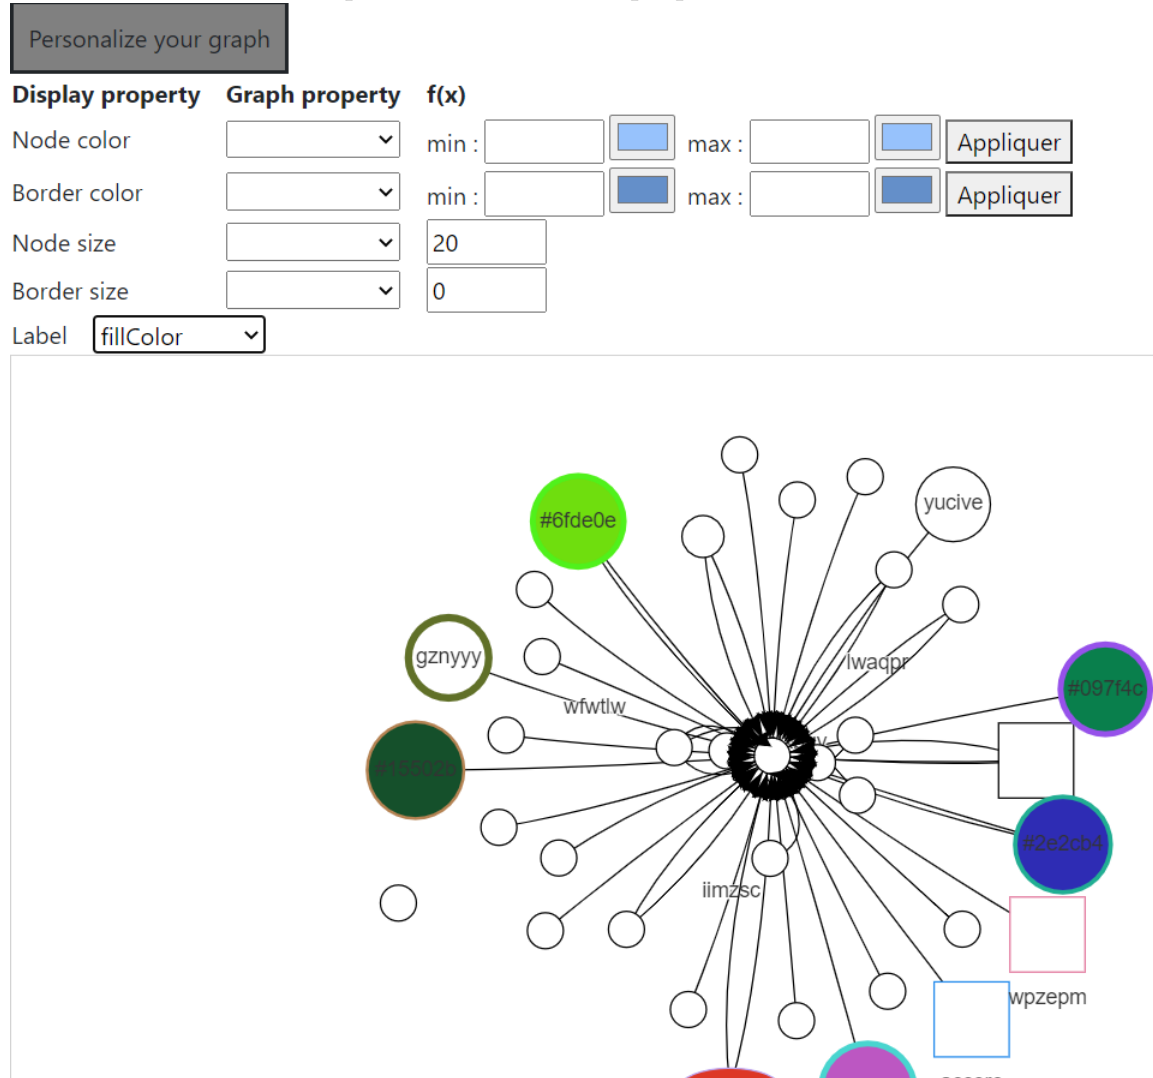 Personalize your graph
Display property Graph property f(x)
Node color min : max : Appliquer
Border color min : max : Appliquer
Node size 20
Border size 0
Label fillColor
yucive
#6fde0e
gznyyy
lwaqpr
#097f4c
wfwtlw
#15502b
#2e2cb4
iimzsc
wpzepm